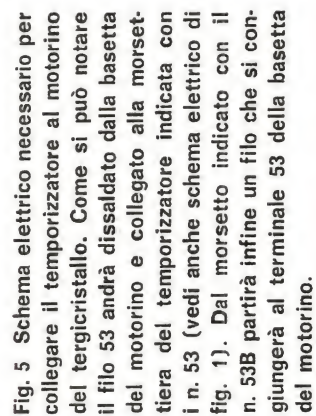 Fig. 5 Schema elettrico necessario per
collegare il temporizzatore al motorino
del tergicristallo. Come si può notare
il filo 53 andrà dissaldato dalla basetta
del motorino e collegato alla morset-
tiera del temporizzatore indicata con
i n. 53 (vedi anche schema elettrico di
fig. 1). Dal morsetto indicato con il
n. 53B partirà infine un filo che si con-
giungerà al terminale 53 della basetta
del motorino.